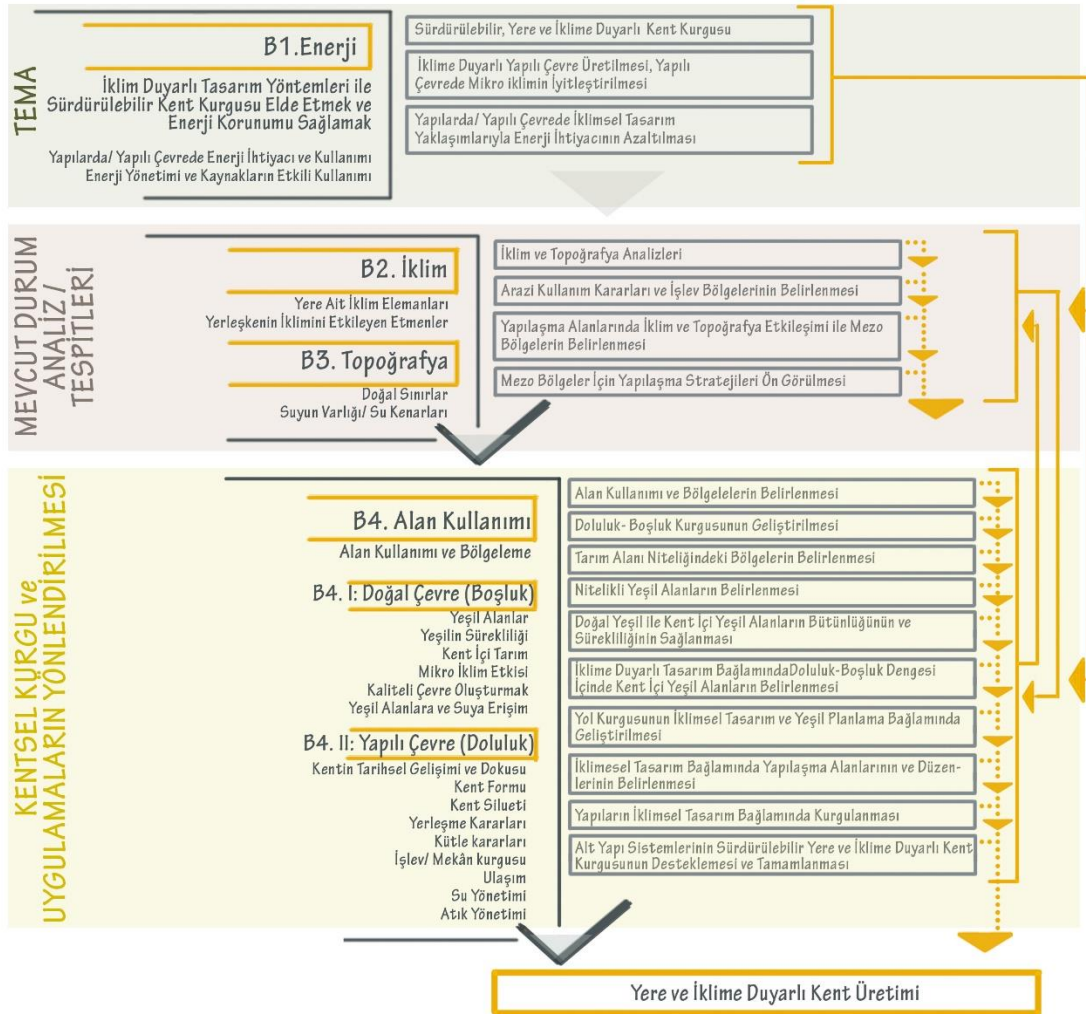 TEMA
B1.Enerji
İklim Duyarlı Tasarım Yöntemleri ile
Sürdürülebilir Kent Kurgusu Elde Etmek ve
Enerji Korunumu Sağlamak
Yapılarda/ Yapılı Çevrede Enerji İhtiyacı ve Kullanımı
Enerji Yönetimi ve Kaynakların Etkili Kullanımı
Sürdürülebilir, Yere ve İklime Duyarlı Kent Kurgusu
İklime Duyarlı Yapılı Çevre Üretilmesi, Yapılı
Çevrede Mikro iklimin İyitleştirilmesi
Yapılarda/ Yapılı Çevrede İklimsel Tasarım
Yaklaşımlarıyla Enerji İhtiyacının Azaltılması
MEVCUT DURUM
ANALİZ /
TESPİTLERİ
B2. İklim
Yere Ait İklim Elemanları
Yerleşkenin İklimini Etkileyen Etmenler
B3. Topoğrafya
Doğal Sınırlar
Suyun Varlığı/ Su Kenarları
İklim ve Topoğrafya Analizleri
Arazi Kullanım Kararları ve İşlev Bölgelerinin Belirlenmesi
Yapılaşma Alanlarında İklim ve Topoğrafya Etkileşimi ile Mezo
Bölgelerin Belirlenmesi
Mezo Bölgeler İçin Yapılaşma Stratejileri Ön Görülmesi
KENTSEL KURGU ve
UYGULAMALARIN YÖNLENDİRİLMESİ
B4. Alan Kullanımı
Alan Kullanımı ve Bölgeleme
B4. I: Doğal Çevre (Boşluk)
Yeşil Alanlar
Yeşilin Sürekliliği
Kent İçi Tarım
Mikro İklim Etkisi
Kaliteli Çevre Oluşturmak
Yeşil Alanlara ve Suya Erişim
B4. II: Yapılı Çevre (Doluluk)
Kentin Tarihsel Gelişimi ve Dokusu
Kent Formu
Kent Silueti
Yerleşme Kararları
Kütle kararları
İşlev/ Mekân kurgusu
Ulaşım
Su Yönetimi
Atık Yönetimi
Alan Kullanımı ve Bölgelelerin Belirlenmesi
Doluluk- Boşluk Kurgusunun Geliştirilmesi
Tarım Alanı Niteliğindeki Bölgelerin Belirlenmesi
Nitelikli Yeşil Alanların Belirlenmesi
Doğal Yeşil ile Kent İçi Yeşil Alanların Bütünlüğünün ve
Sürekliliğinin Sağlanması
İklime Duyarlı Tasarım BağlamındaDoluluk-Boşluk Dengesi
İçinde Kent İçi Yeşil Alanların Belirlenmesi
Yol Kurgusunun İklimsel Tasarım ve Yeşil Planlama Bağlamında
Geliştirilmesi
İklimesel Tasarım Bağlamında Yapılaşma Alanlarının ve Düzen-
lerinin Belirlenmesi
Yapıların İklimsel Tasarım Bağlamında Kurgulanması
Alt Yapı Sistemlerinin Sürdürülebilir Yere ve İklime Duyarlı Kent
Kurgusunun Desteklemesi ve Tamamlanması
Yere ve İklime Duyarlı Kent Üretimi